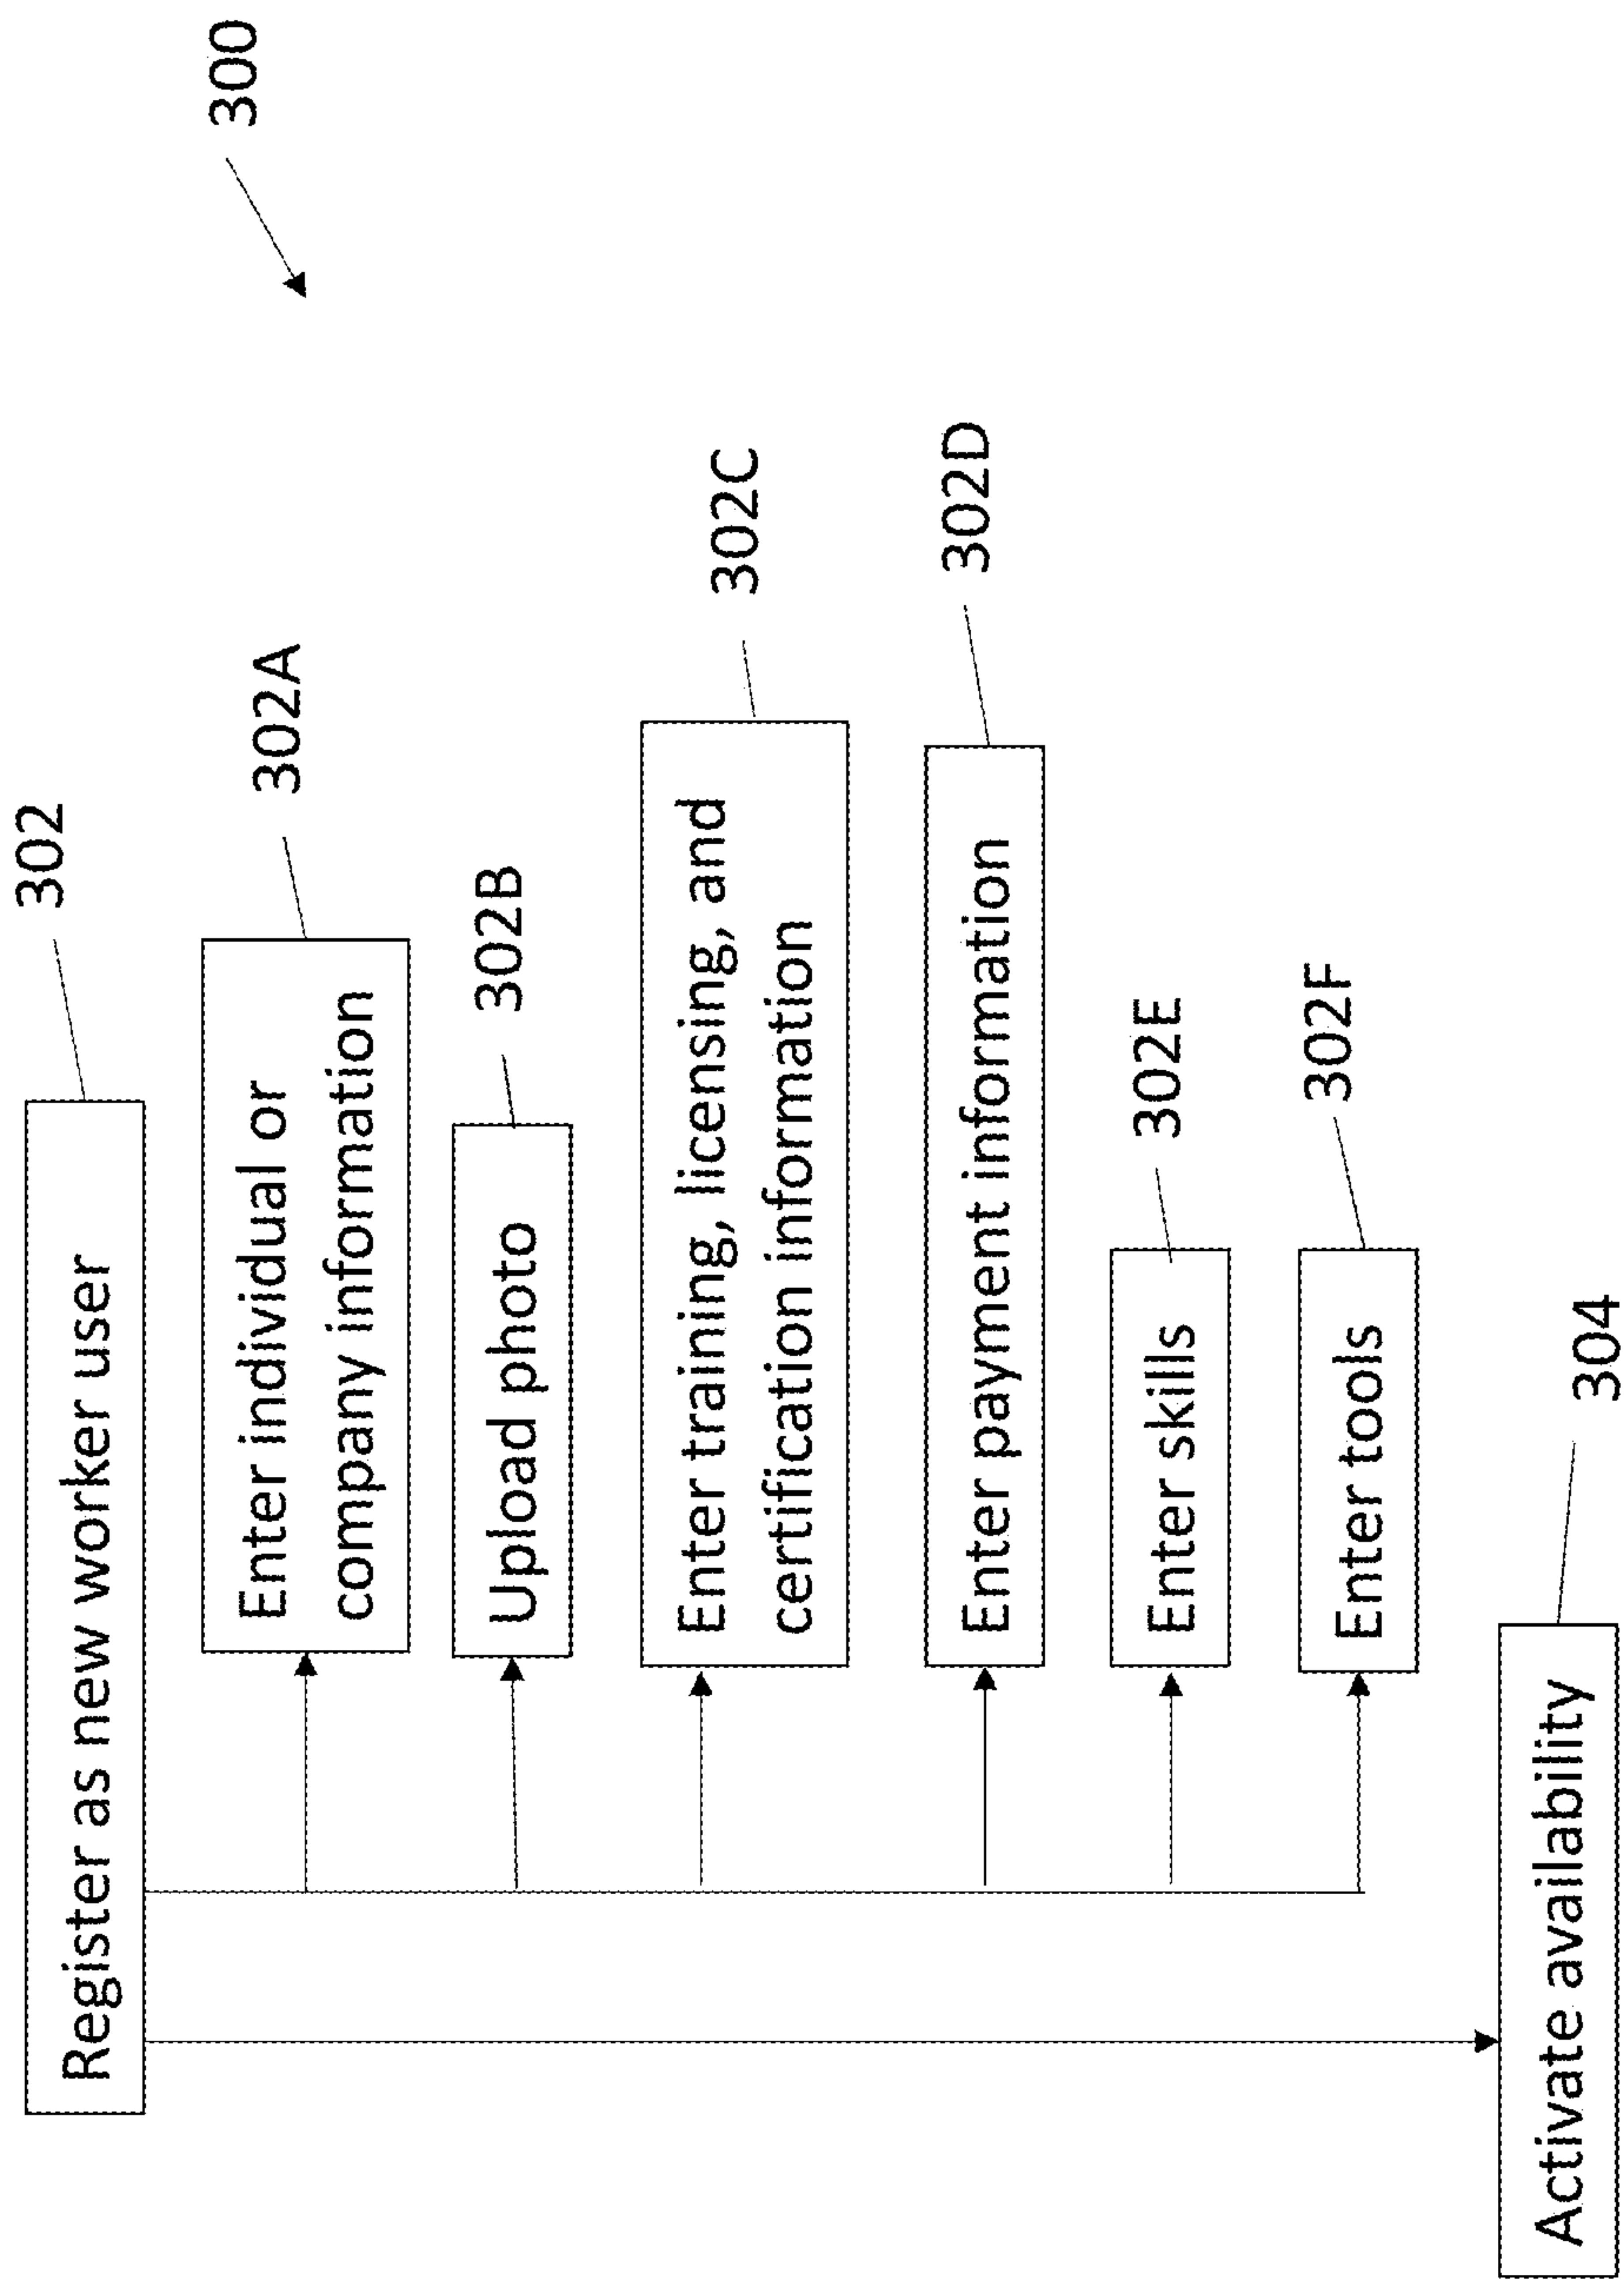 300
Register as new worker user
302
Enter individual or
company information
302A
Upload photo
302B
Enter training, licensing, and
certification information
302C
Enter payment information
302D
Enter skills
302E
Enter tools
302F
Activate availability
304